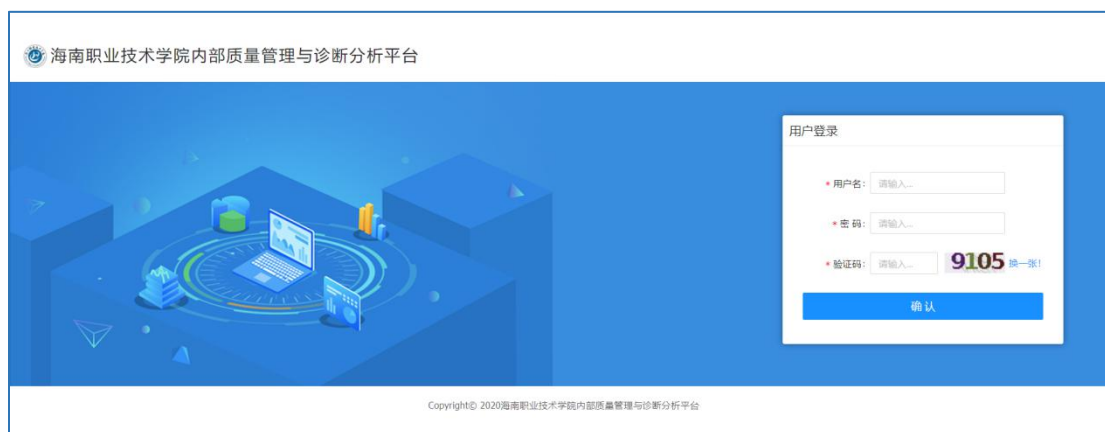 海南职业技术学院内部质量管理与诊断分析平台
用户登录
* 用户名: 请输入...
* 密 码: 请输入...
* 验证码: 请输入... 9105 换一张!
确认
Copyright© 2020海南职业技术学院内部质量管理与诊断分析平台